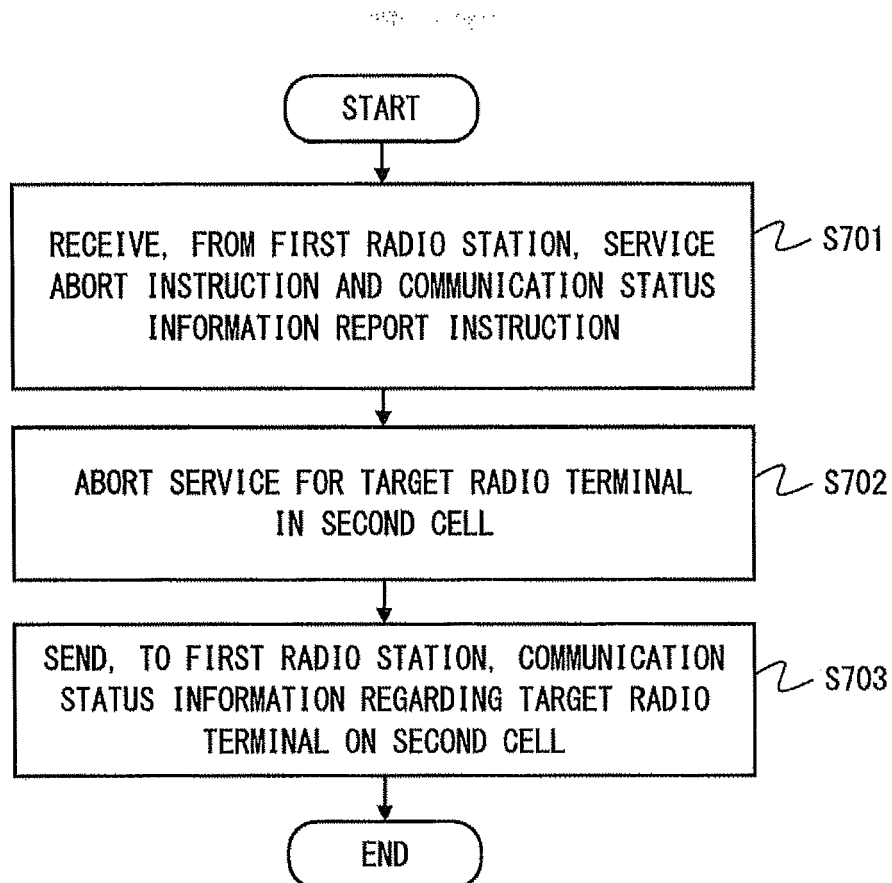 START
RECEIVE, FROM FIRST RADIO STATION, SERVICE
ABORT INSTRUCTION AND COMMUNICATION STATUS
INFORMATION REPORT INSTRUCTION
S701
ABORT SERVICE FOR TARGET RADIO TERMINAL
IN SECOND CELL
S702
SEND, TO FIRST RADIO STATION, COMMUNICATION
STATUS INFORMATION REGARDING TARGET RADIO
TERMINAL ON SECOND CELL
S703
END